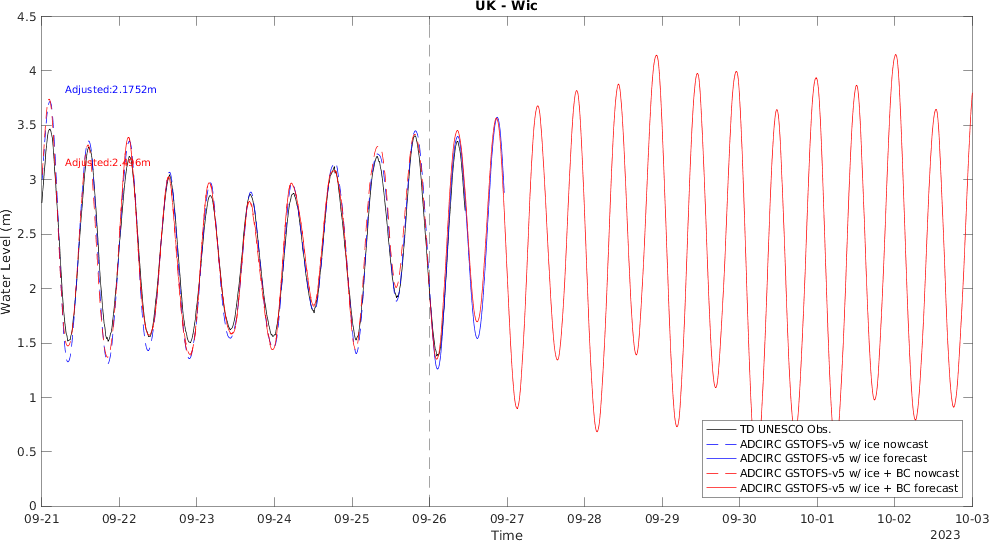 UK - Wic
4.5
4
3.5
3
2.5
2
1.5
1
0.5
0
Water Level (m)
Adjusted:2.1752m
Adjusted:2.496m
TD UNESCO Obs.
ADCIRC GSTOFS-v5 w/ ice nowcast
ADCIRC GSTOFS-v5 w/ ice forecast
ADCIRC GSTOFS-v5 w/ ice + BC nowcast
ADCIRC GSTOFS-v5 w/ ice + BC forecast
09-21 09-22 09-23 09-24 09-25 09-26 09-27 09-28 09-29 09-30 10-01 10-02 10-03
Time
2023